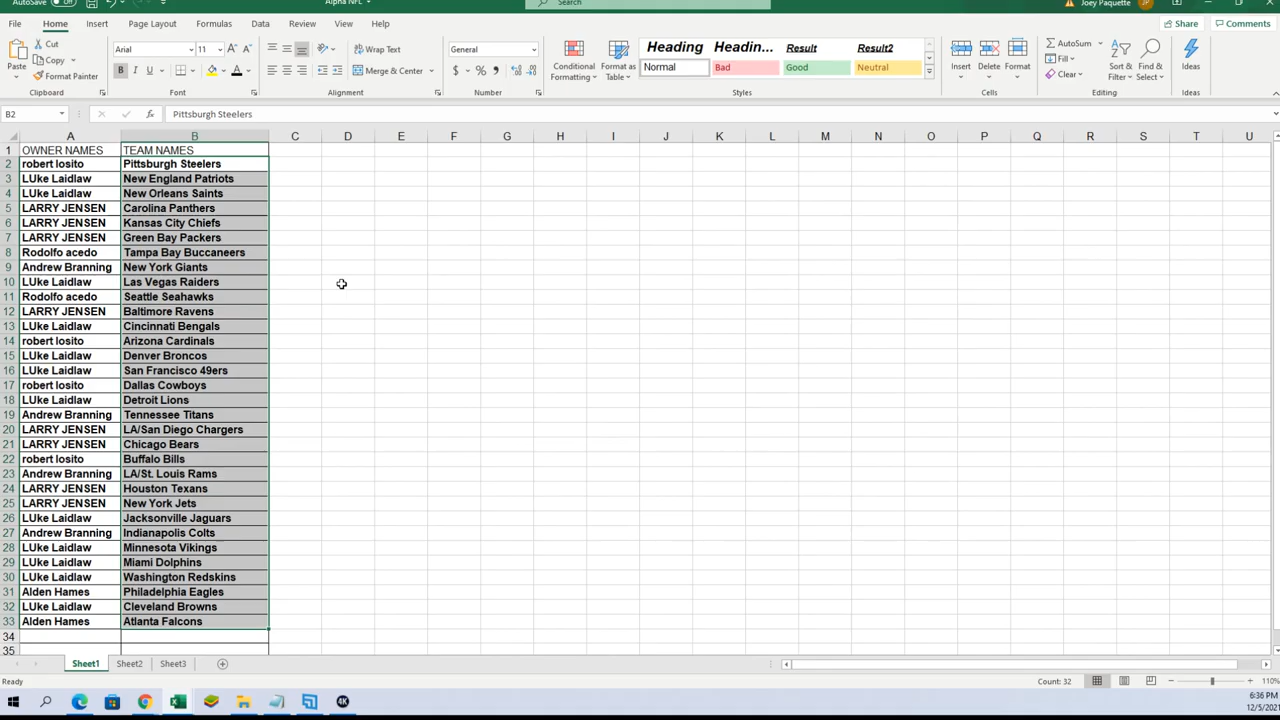 AutoSave Off
Alpha NFL
Search
Joey Paquette
File Home Insert Page Layout Formulas Data Review View Help Share Comments
Cut Arial 11 Wrap Text General Heading Headin... Result Result2
Copy
Paste Format Painter Merge & Center Conditional Formatting Format as Table Normal Bad Good Neutral Insert Delete Format AutoSum Fill Clear Sort & Filter Find & Select Ideas
Clipboard Font Alignment Number Styles Cells Editing Ideas
B2 fx Pittsburgh Steelers
A B C D E F G H I J K L M N O P Q R S T U
1 OWNER NAMES TEAM NAMES
2 robert losito Pittsburgh Steelers
3 LUke Laidlaw New England Patriots
4 LUke Laidlaw New Orleans Saints
5 LARRY JENSEN Carolina Panthers
6 LARRY JENSEN Kansas City Chiefs
7 LARRY JENSEN Green Bay Packers
8 Rodolfo acedo Tampa Bay Buccaneers
9 Andrew Branning New York Giants
10 LUke Laidlaw Las Vegas Raiders
11 Rodolfo acedo Seattle Seahawks
12 LARRY JENSEN Baltimore Ravens
13 LUke Laidlaw Cincinnati Bengals
14 robert losito Arizona Cardinals
15 LUke Laidlaw Denver Broncos
16 LUke Laidlaw San Francisco 49ers
17 robert losito Dallas Cowboys
18 LUke Laidlaw Detroit Lions
19 Andrew Branning Tennessee Titans
20 LARRY JENSEN LA/San Diego Chargers
21 LARRY JENSEN Chicago Bears
22 robert losito Buffalo Bills
23 Andrew Branning LA/St. Louis Rams
24 LARRY JENSEN Houston Texans
25 LARRY JENSEN New York Jets
26 LUke Laidlaw Jacksonville Jaguars
27 Andrew Branning Indianapolis Colts
28 LUke Laidlaw Minnesota Vikings
29 LUke Laidlaw Miami Dolphins
30 LUke Laidlaw Washington Redskins
31 Alden Hames Philadelphia Eagles
32 LUke Laidlaw Cleveland Browns
33 Alden Hames Atlanta Falcons
34
35
Sheet1 Sheet2 Sheet3
Ready Count: 32 110%
4K
6:36 PM
12/5/2021